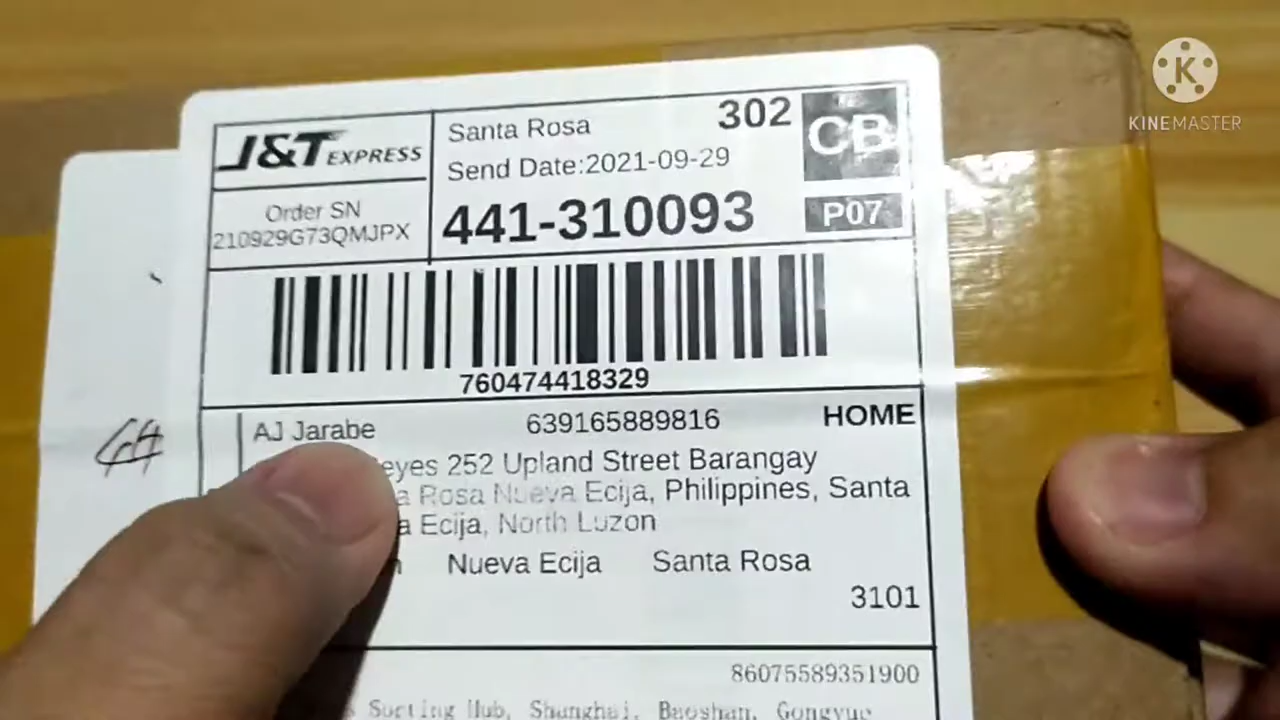 KINEMASTER
J&T EXPRESS
Santa Rosa
302
CB
Send Date:2021-09-29
Order SN
210929G73QMJPX
441-310093
P07
760474418329
AJ Jarabe
639165889816
HOME
eyes 252 Upland Street Barangay
a Rosa Nueva Ecija, Philippines, Santa
a Ecija, North Luzon
Nueva Ecija
Santa Rosa
3101
86075589351900
Sorting Hub, Shanghai, Baoshan, Gongyue